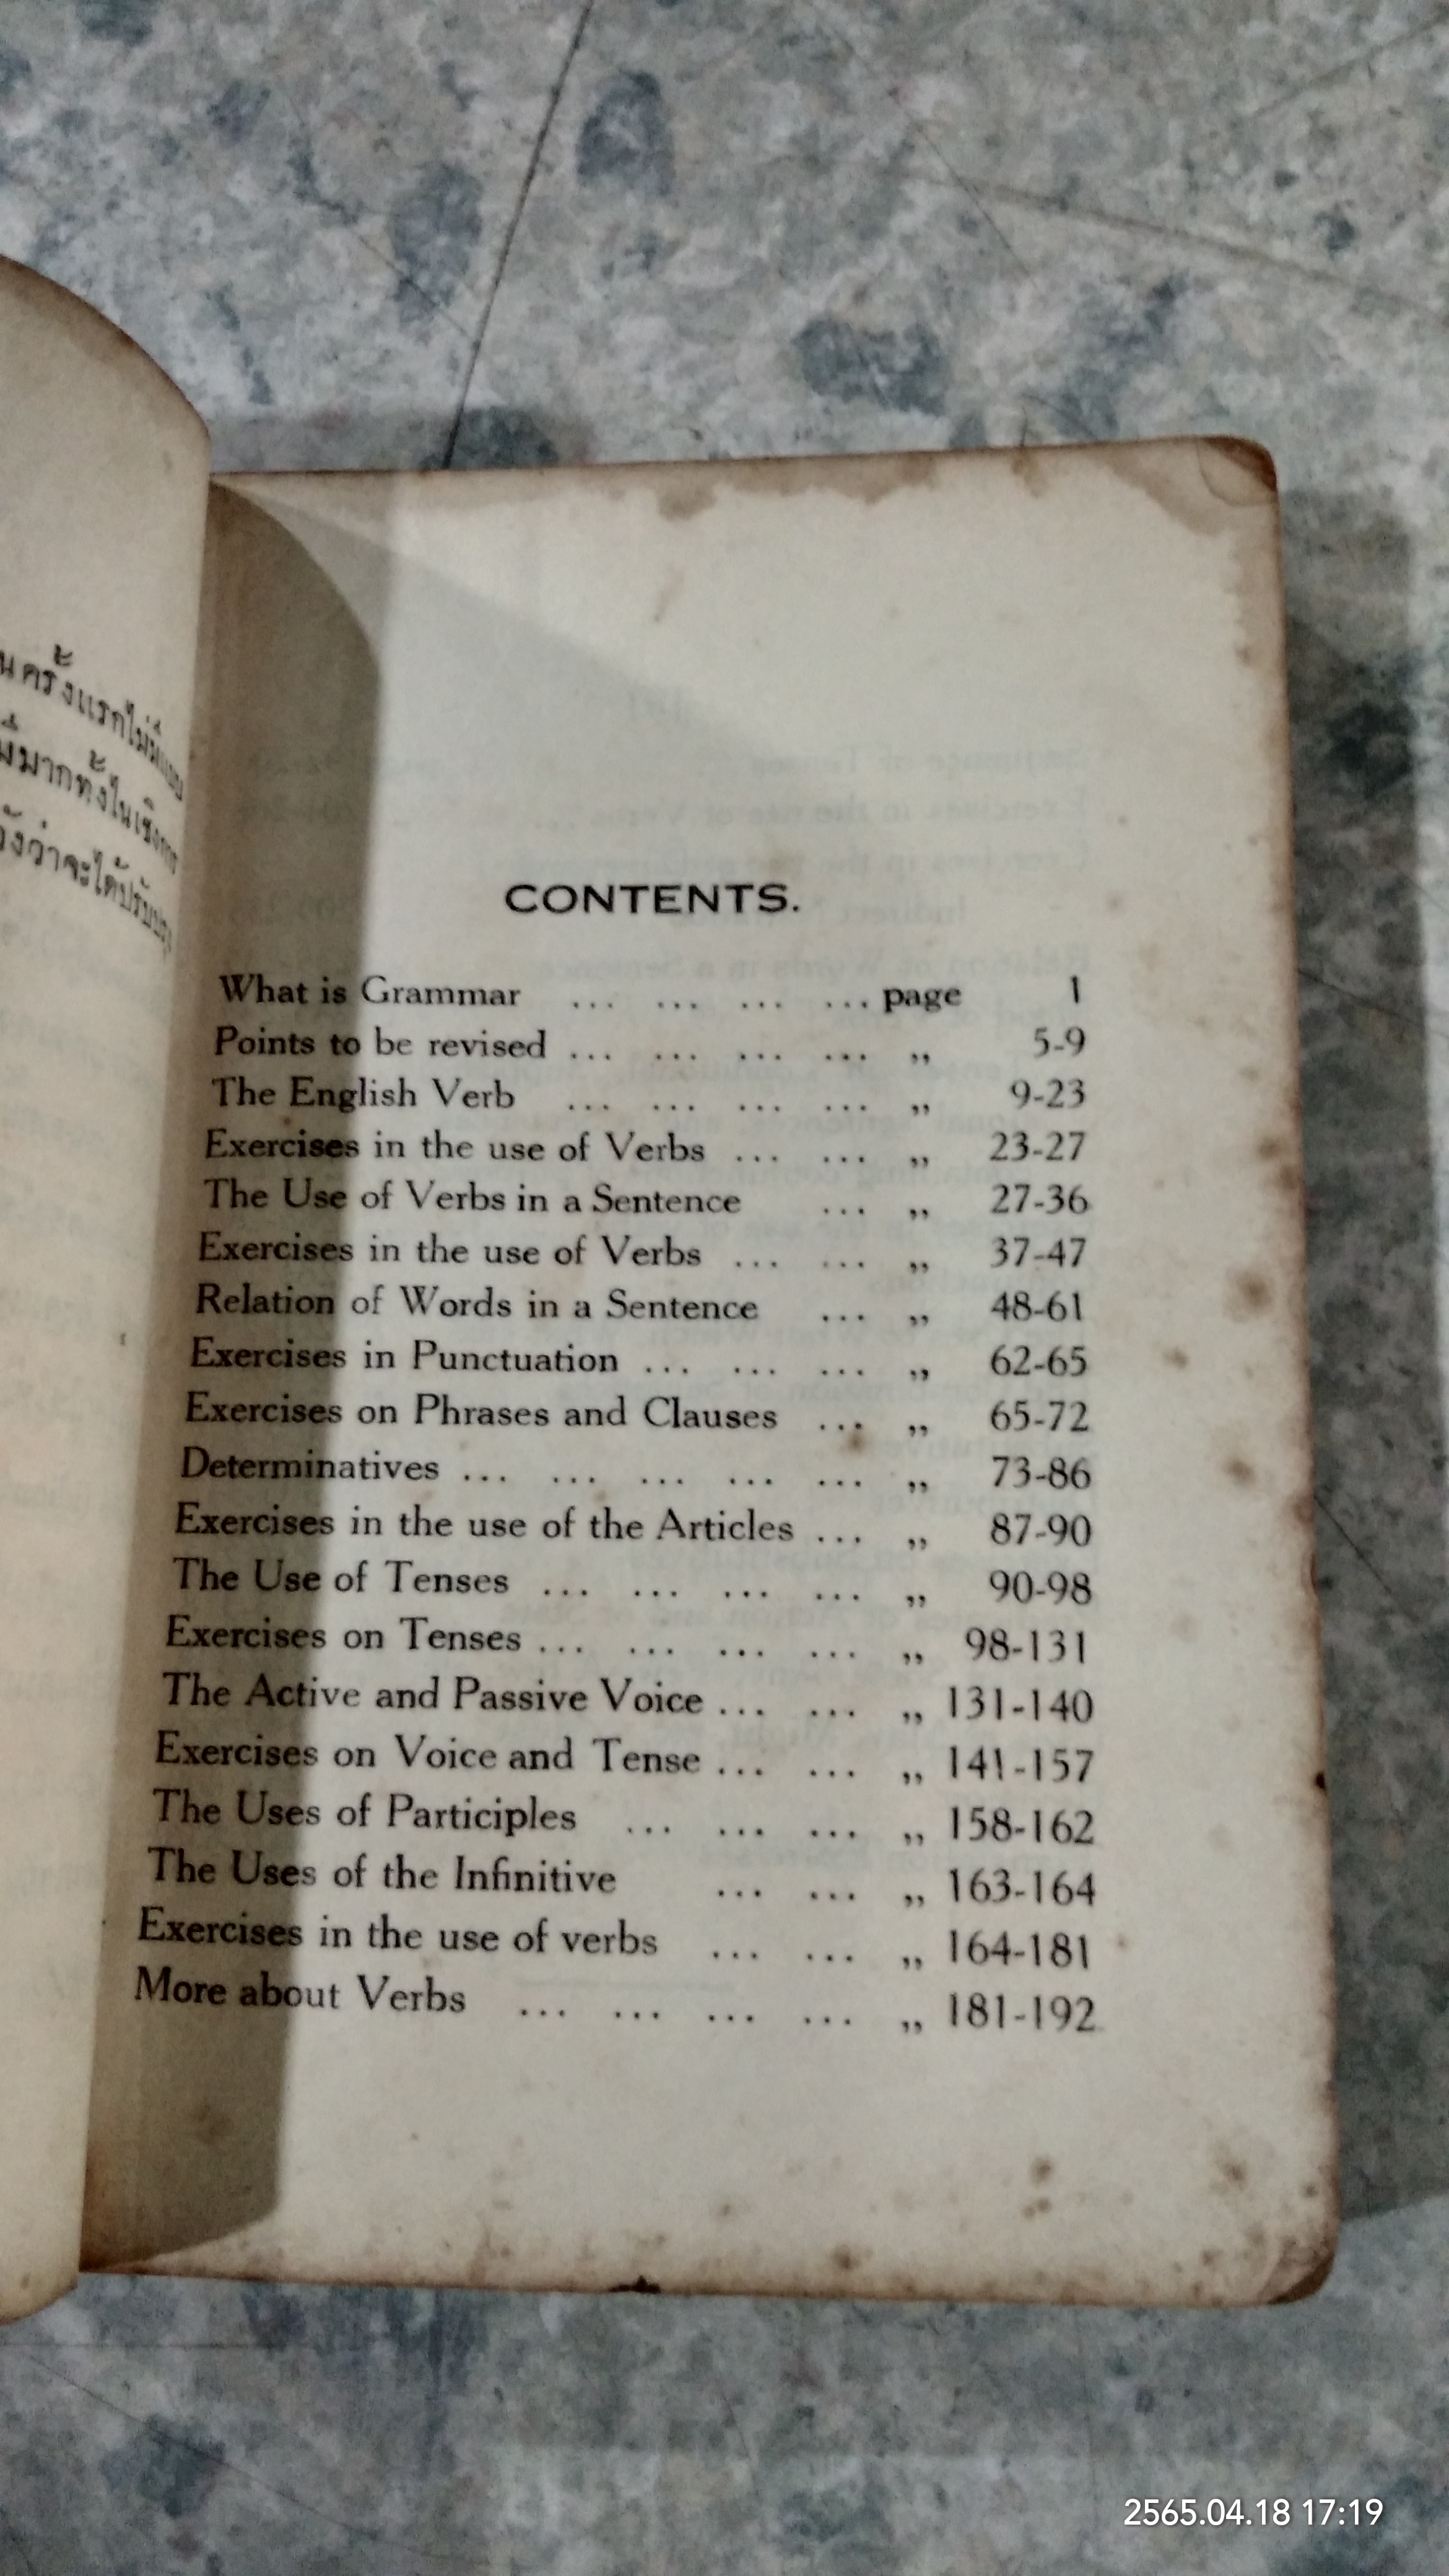 CONTENTS.
What is Grammar ... ... ... ... page 1
Points to be revised ... ... ... ... „ 5-9
The English Verb ... ... ... ... „ 9-23
Exercises in the use of Verbs ... ... „ 23-27
The Use of Verbs in a Sentence ... „ 27-36
Exercises in the use of Verbs ... ... „ 37-47
Relation of Words in a Sentence ... „ 48-61
Exercises in Punctuation ... ... ... „ 62-65
Exercises on Phrases and Clauses ... „ 65-72
Determinatives ... ... ... ... ... „ 73-86
Exercises in the use of the Articles ... „ 87-90
The Use of Tenses ... ... ... ... „ 90-98
Exercises on Tenses ... ... ... ... „ 98-131
The Active and Passive Voice ... ... „ 131-140
Exercises on Voice and Tense ... ... „ 141-157
The Uses of Participles ... ... ... „ 158-162
The Uses of the Infinitive ... ... „ 163-164
Exercises in the use of verbs ... ... „ 164-181
More about Verbs ... ... ... ... „ 181-192
2565.04.18 17:19